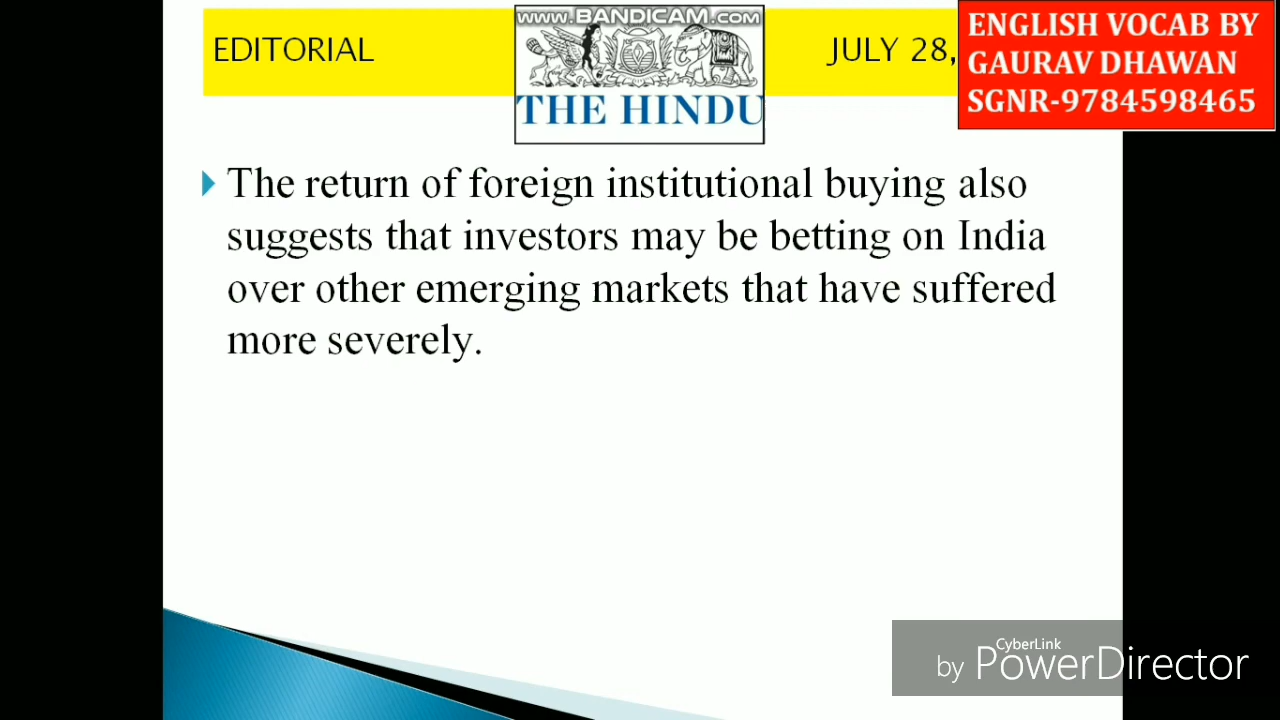 EDITORIAL
www.BANDICAM.com
THE HINDU
JULY 28,
ENGLISH VOCAB BY
GAURAV DHAWAN
SGNR-9784598465
The return of foreign institutional buying also
suggests that investors may be betting on India
over other emerging markets that have suffered
more severely.
CyberLink
by PowerDirector